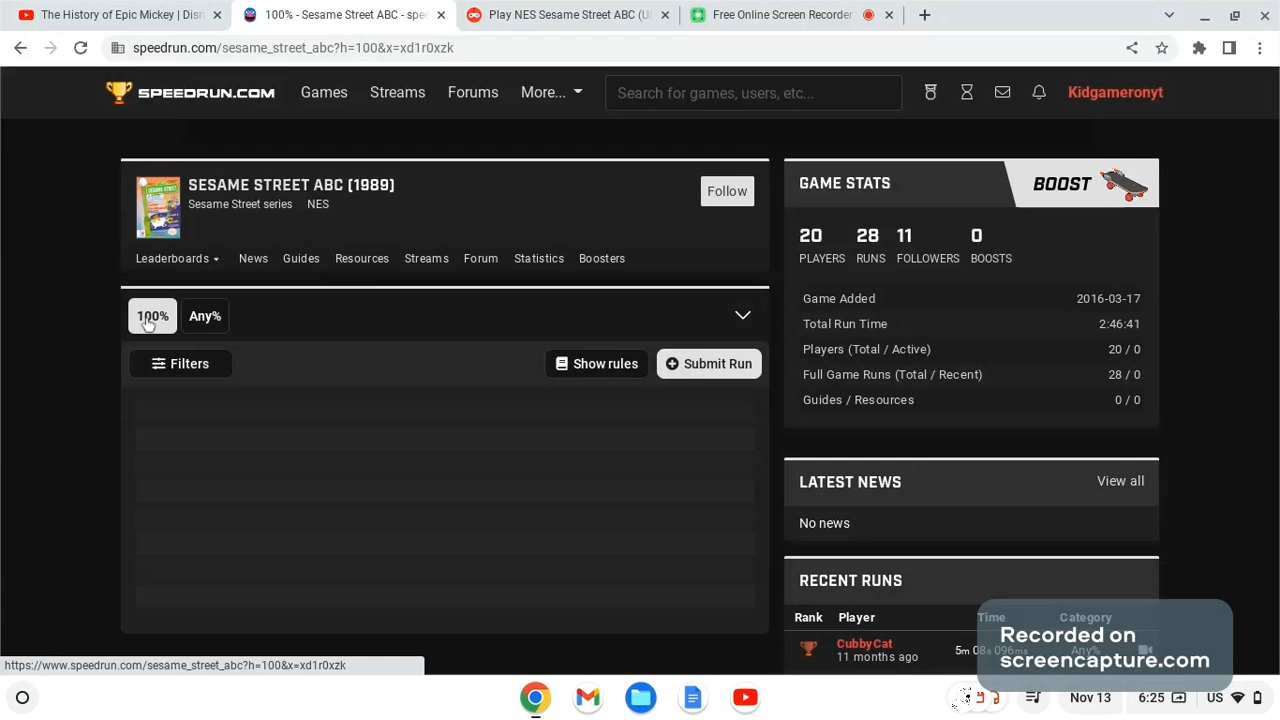 The History of Epic Mickey | Disn
100% - Sesame Street ABC - spee
Play NES Sesame Street ABC (U
Free Online Screen Recorder
speedrun.com/sesame_street_abc?h=100&x=xd1r0xzk
SPEEDRUN.COM
Games
Streams
Forums
More...
Search for games, users, etc...
Kidgameronyt
SESAME STREET ABC (1989)
Sesame Street series
NES
Follow
Leaderboards
News
Guides
Resources
Streams
Forum
Statistics
Boosters
100%
Any%
Filters
Show rules
Submit Run
GAME STATS
BOOST
20 28 11 0
PLAYERS RUNS FOLLOWERS BOOSTS
Game Added 2016-03-17
Total Run Time 2:46:41
Players (Total / Active) 20 / 0
Full Game Runs (Total / Recent) 28 / 0
Guides / Resources 0 / 0
LATEST NEWS
View all
No news
RECENT RUNS
Rank Player Time Category
CubbyCat
11 months ago
5m 08s 096ms
Any%
Recorded on
screencapture.com
https://www.speedrun.com/sesame_street_abc?h=100&x=xd1r0xzk
Nov 13
6:25
US